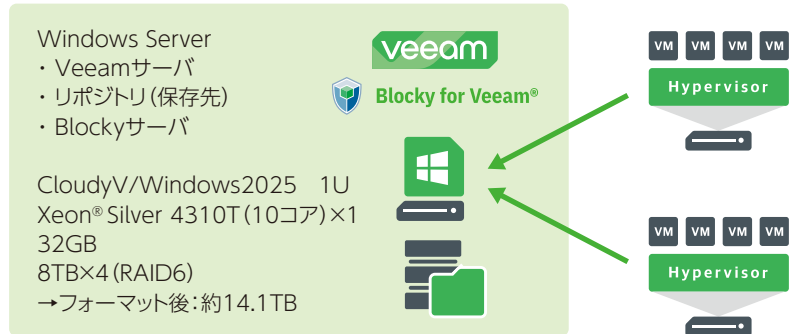 Windows Server
・ Veeamサーバ
・ リポジトリ(保存先)
・ Blockyサーバ
CloudyV/Windows2025　1U
Xeon® Silver 4310T(10コア)×1
32GB
8TB×4(RAID6)
→フォーマット後:約14.1TB
veeam
Blocky for Veeam®
VM VM VM VM
Hypervisor
VM VM VM VM
Hypervisor